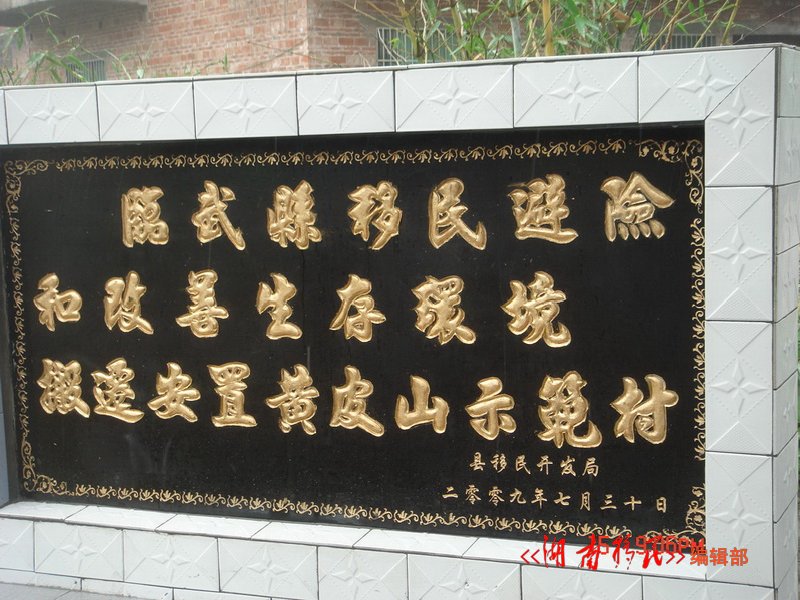 臨武縣移民避險
和改善生存環境
搬遷安置黃皮山示範村
县移民开发局
二零零九年七月三十日
<<湖南移民>>编辑部